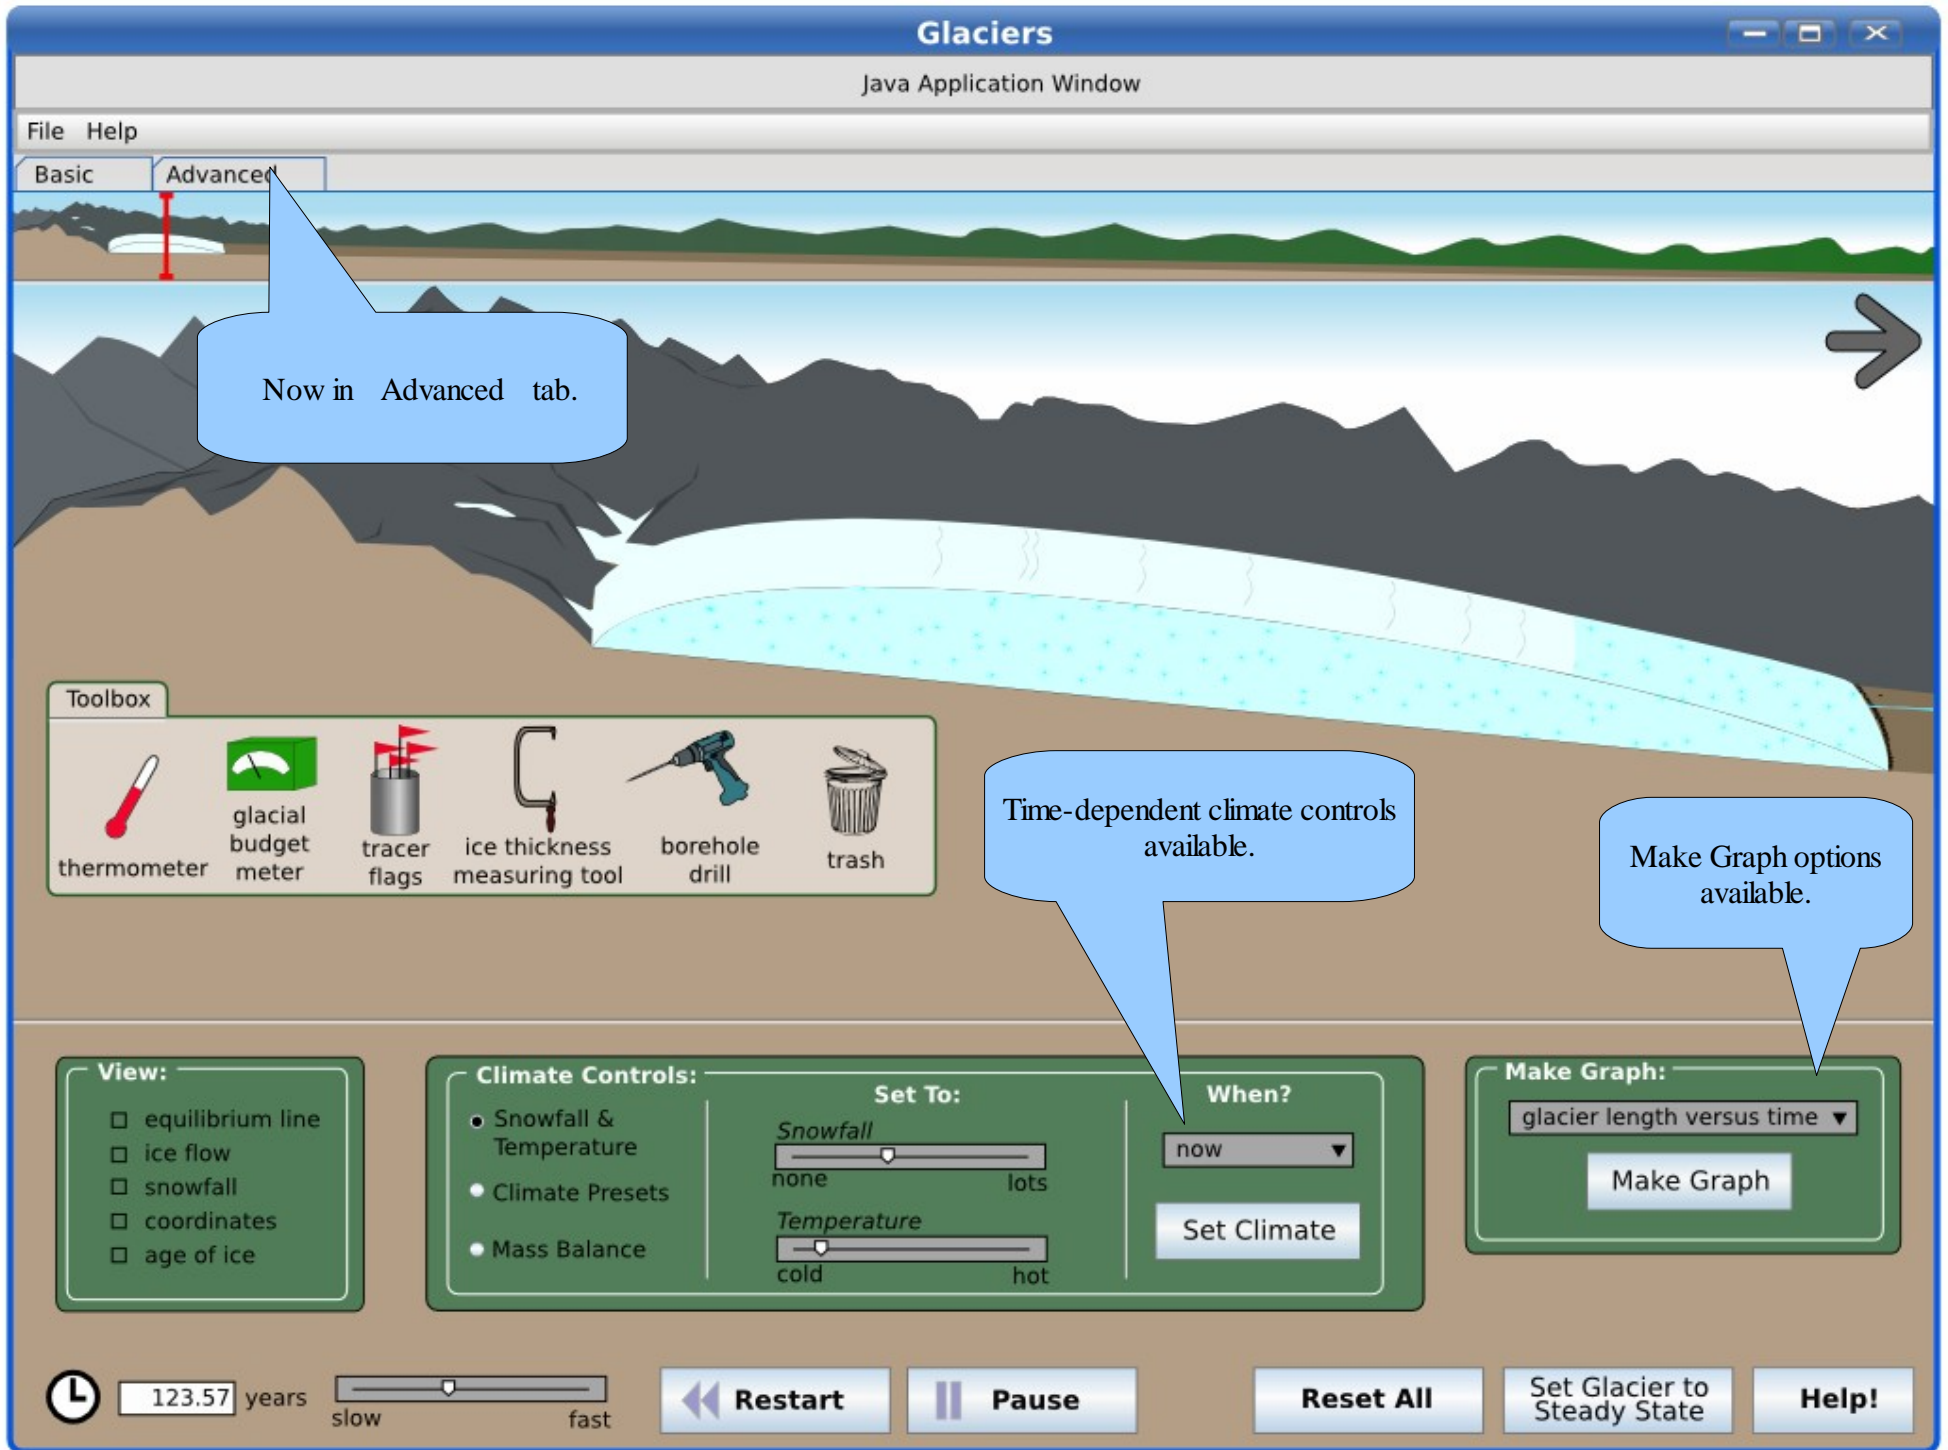 Glaciers
Java Application Window
File Help
Basic Advanced
Now in Advanced tab.
Toolbox
thermometer
glacial
budget
meter
tracer
flags
ice thickness
measuring tool
borehole
drill
trash
Time-dependent climate controls
available.
Make Graph options
available.
View:
equilibrium line
ice flow
snowfall
coordinates
age of ice
Climate Controls:
Snowfall &
Temperature
Climate Presets
Mass Balance
Set To:
Snowfall
none lots
Temperature
cold hot
When?
now
Set Climate
Make Graph:
glacier length versus time
Make Graph
123.57 years
slow fast
Restart
Pause
Reset All
Set Glacier to
Steady State
Help!